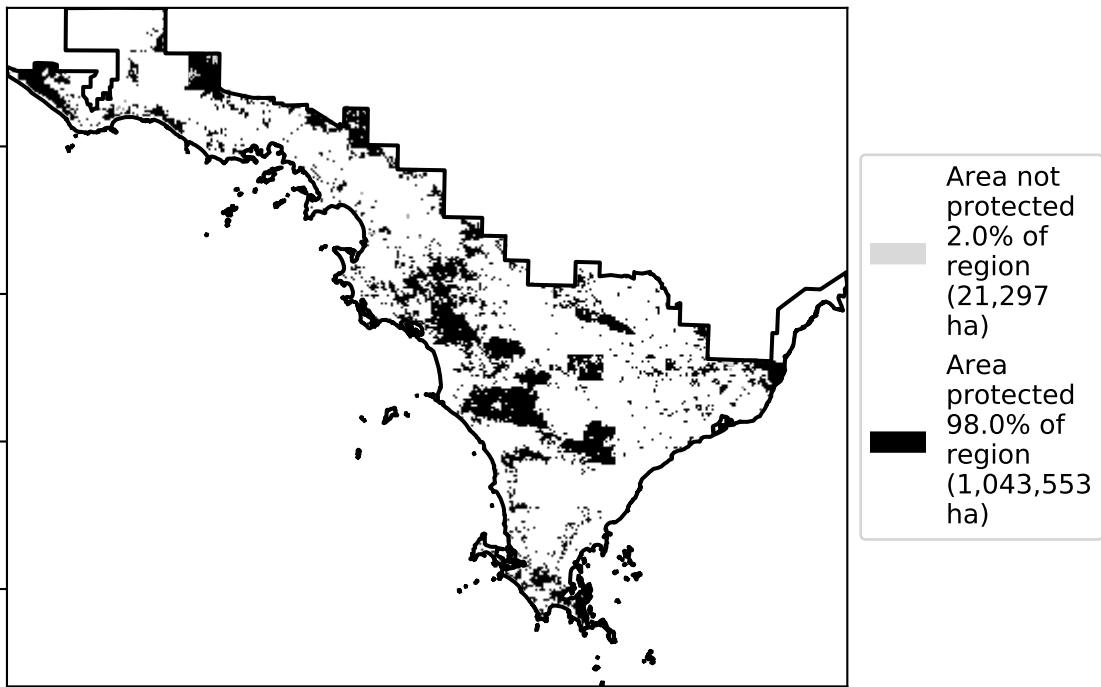 Area not
protected
2.0% of
region
(21,297
ha)
Area
protected
98.0% of
region
(1,043,553
ha)